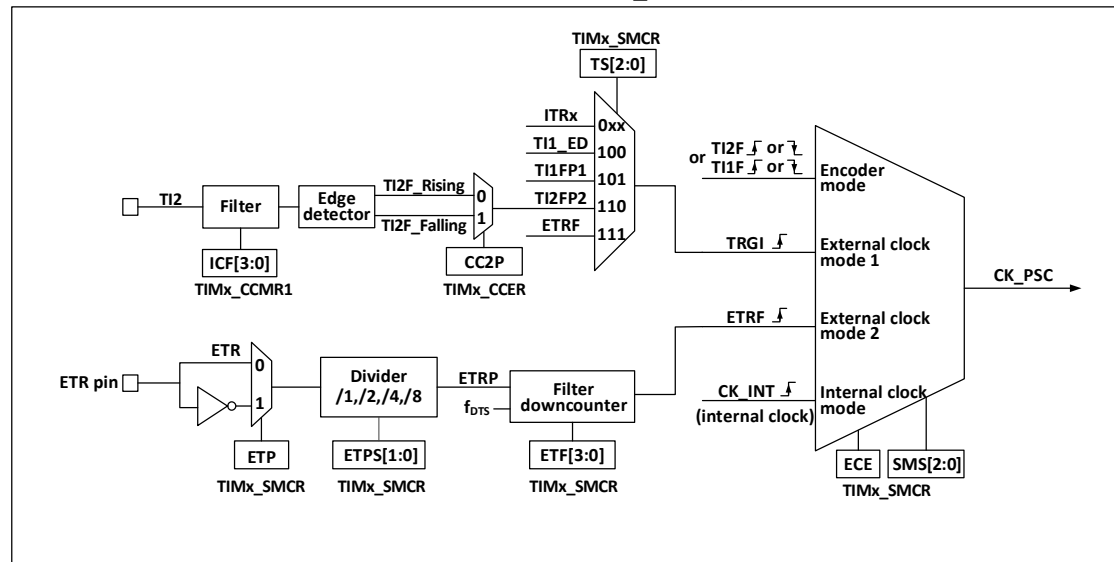 TIMx_SMCR
TS[2:0]
ITRx
0xx
TI1_ED
100
TI1FP1
101
TI2FP2
110
ETRF
111
TI2
Filter
Edge
detector
TI2F_Rising
TI2F_Falling
0
1
ICF[3:0]
TIMx_CCMR1
CC2P
TIMx_CCER
or TI2F or
TI1F or
Encoder
mode
TRGI
External clock
mode 1
CK_PSC
ETRF
External clock
mode 2
CK_INT
(internal clock)
Internal clock
mode
ECE
SMS[2:0]
TIMx_SMCR
ETR pin
ETR
0
1
ETP
TIMx_SMCR
Divider
/1,/2,/4,/8
ETPS[1:0]
TIMx_SMCR
ETRP
fDTS
Filter
downcounter
ETF[3:0]
TIMx_SMCR